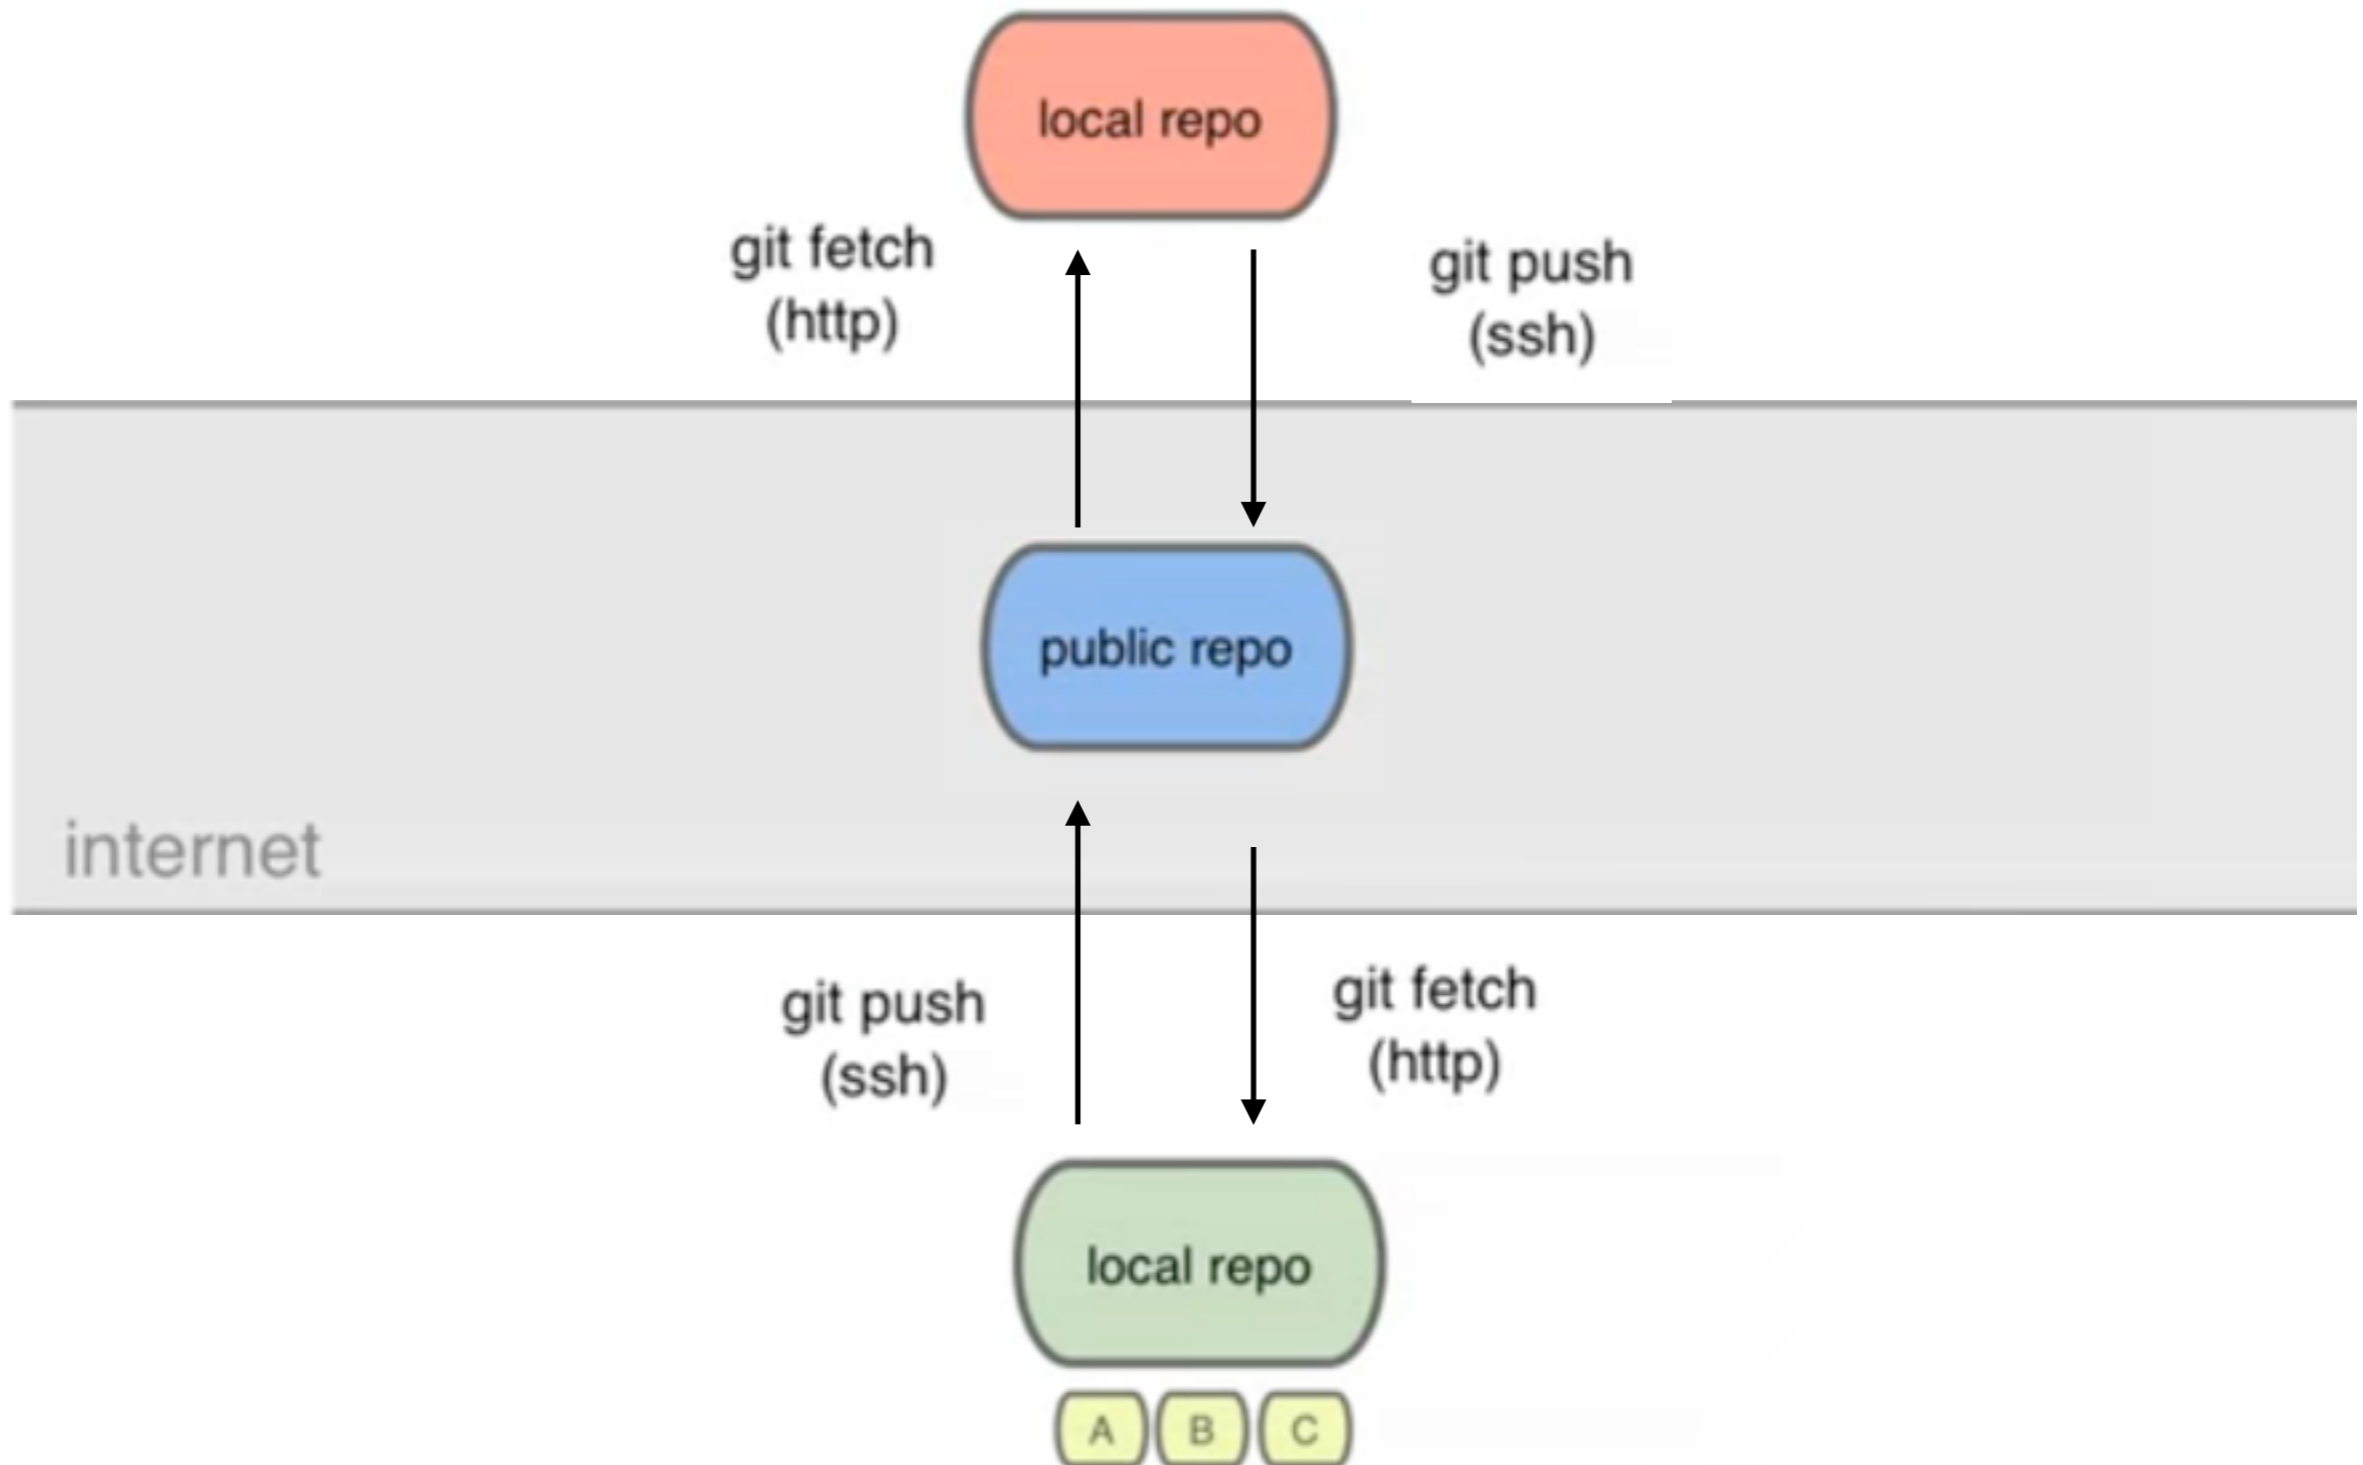 local repo
git fetch
(http)
git push
(ssh)
public repo
internet
git push
(ssh)
git fetch
(http)
local repo
A B C